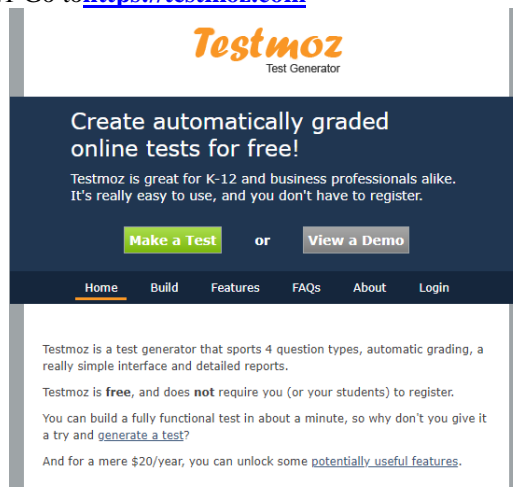 Go to https://testmoz.com
Testmoz
Test Generator
Create automatically graded
online tests for free!
Testmoz is great for K-12 and business professionals alike.
It's really easy to use, and you don't have to register.
Make a Test or View a Demo
Home Build Features FAQs About Login
Testmoz is a test generator that sports 4 question types, automatic grading, a
really simple interface and detailed reports.
Testmoz is free, and does not require you (or your students) to register.
You can build a fully functional test in about a minute, so why don't you give it
a try and generate a test?
And for a mere $20/year, you can unlock some potentially useful features.